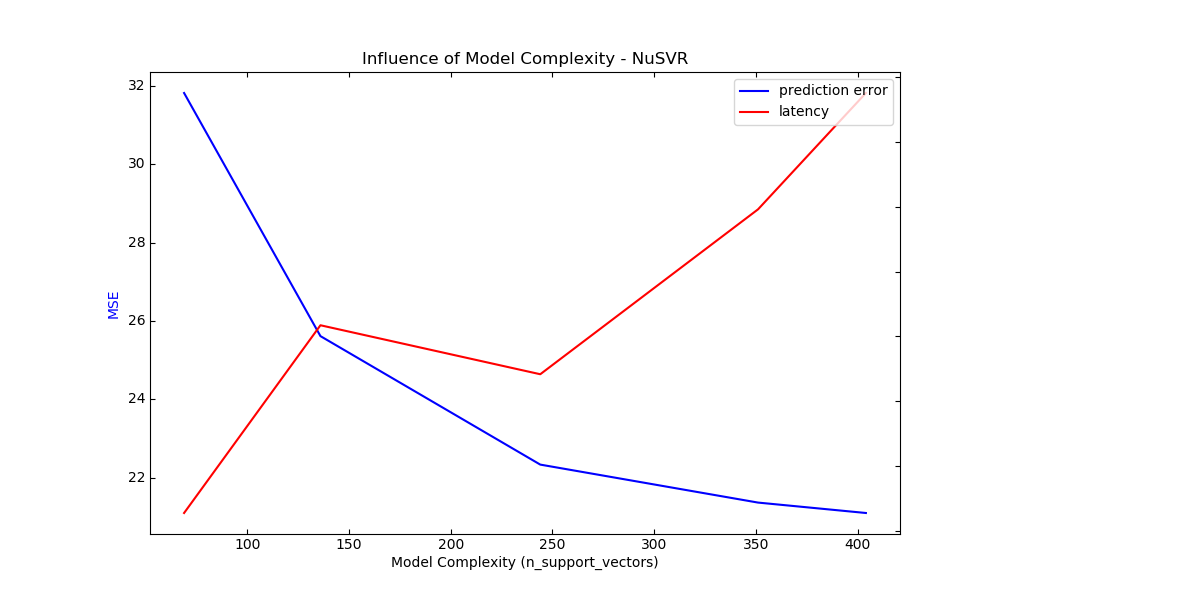 Influence of Model Complexity - NuSVR
prediction error
latency
32
30
28
26
24
22
MSE
100 150 200 250 300 350 400
Model Complexity (n_support_vectors)